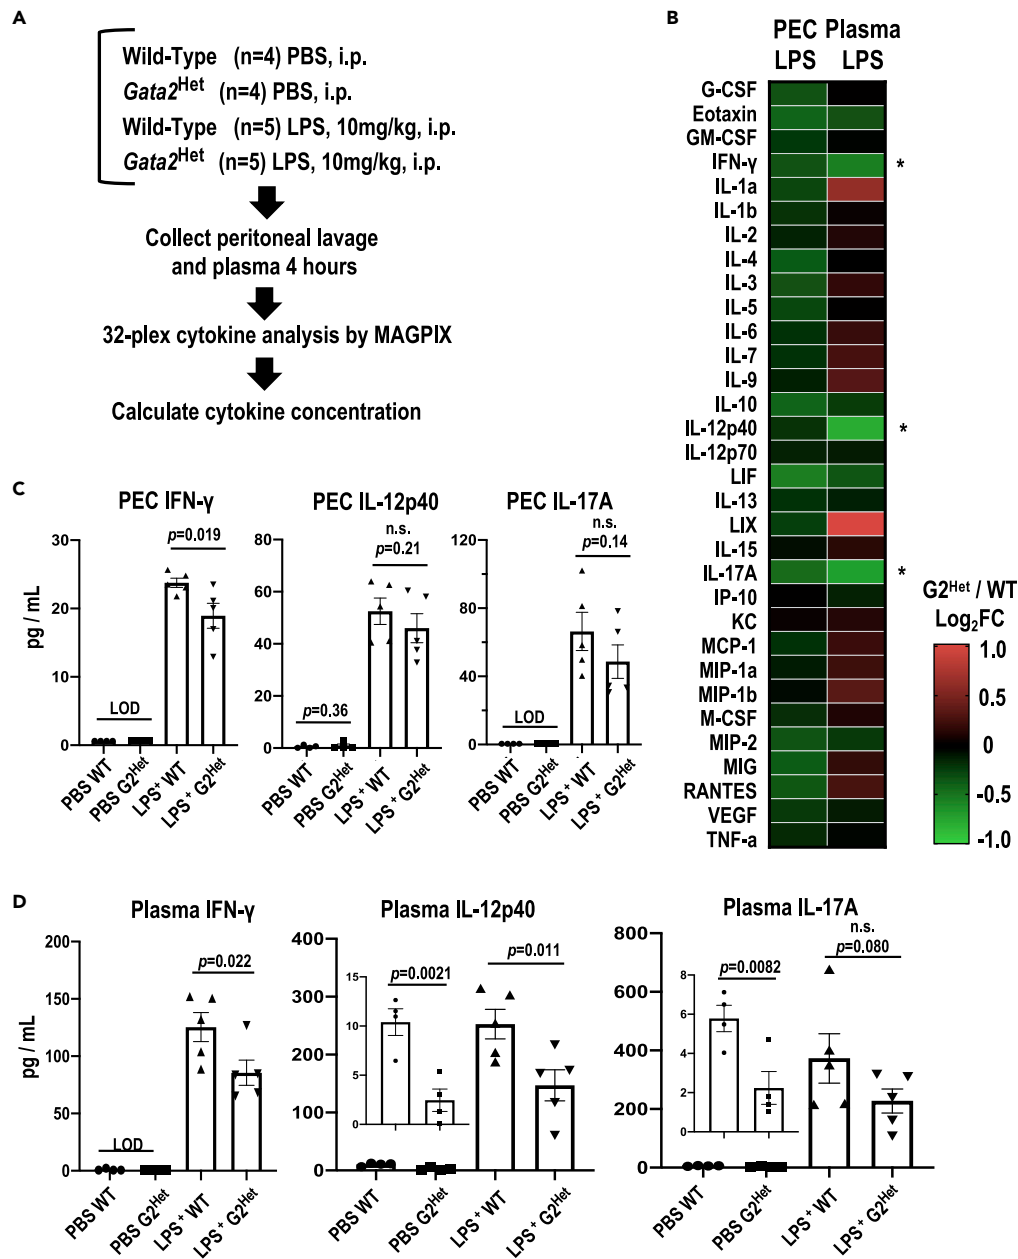 A
Wild-Type (n=4) PBS, i.p.
Gata2Het (n=4) PBS, i.p.
Wild-Type (n=5) LPS, 10mg/kg, i.p.
Gata2Het (n=5) LPS, 10mg/kg, i.p.
Collect peritoneal lavage
and plasma 4 hours
32-plex cytokine analysis by MAGPIX
Calculate cytokine concentration
B
PEC Plasma
LPS LPS
G-CSF
Eotaxin
GM-CSF
IFN-γ *
IL-1a
IL-1b
IL-2
IL-4
IL-3
IL-5
IL-6
IL-7
IL-9
IL-10
IL-12p40 *
IL-12p70
LIF
IL-13
LIX
IL-15
IL-17A *
IP-10
KC
MCP-1
MIP-1a
MIP-1b
M-CSF
MIP-2
MIG
RANTES
VEGF
TNF-a
G2Het / WT
Log2FC
1.0
0.5
0
-0.5
-1.0
C
PEC IFN-γ
pg / mL
30
20
10
0
LOD
p=0.019
PBS WT
PBS G2Het
LPS+ WT
LPS+ G2Het
PEC IL-12p40
80
60
40
20
0
p=0.36
n.s.
p=0.21
PBS WT
PBS G2Het
LPS+ WT
LPS+ G2Het
PEC IL-17A
120
80
40
0
LOD
n.s.
p=0.14
PBS WT
PBS G2Het
LPS+ WT
LPS+ G2Het
D
Plasma IFN-γ
pg / mL
200
150
100
50
0
LOD
p=0.022
PBS WT
PBS G2Het
LPS+ WT
LPS+ G2Het
Plasma IL-12p40
400
300
200
100
0
15
10
5
0
p=0.0021
p=0.011
PBS WT
PBS G2Het
LPS+ WT
LPS+ G2Het
Plasma IL-17A
800
600
400
200
0
8
6
4
2
0
p=0.0082
n.s.
p=0.080
PBS WT
PBS G2Het
LPS+ WT
LPS+ G2Het